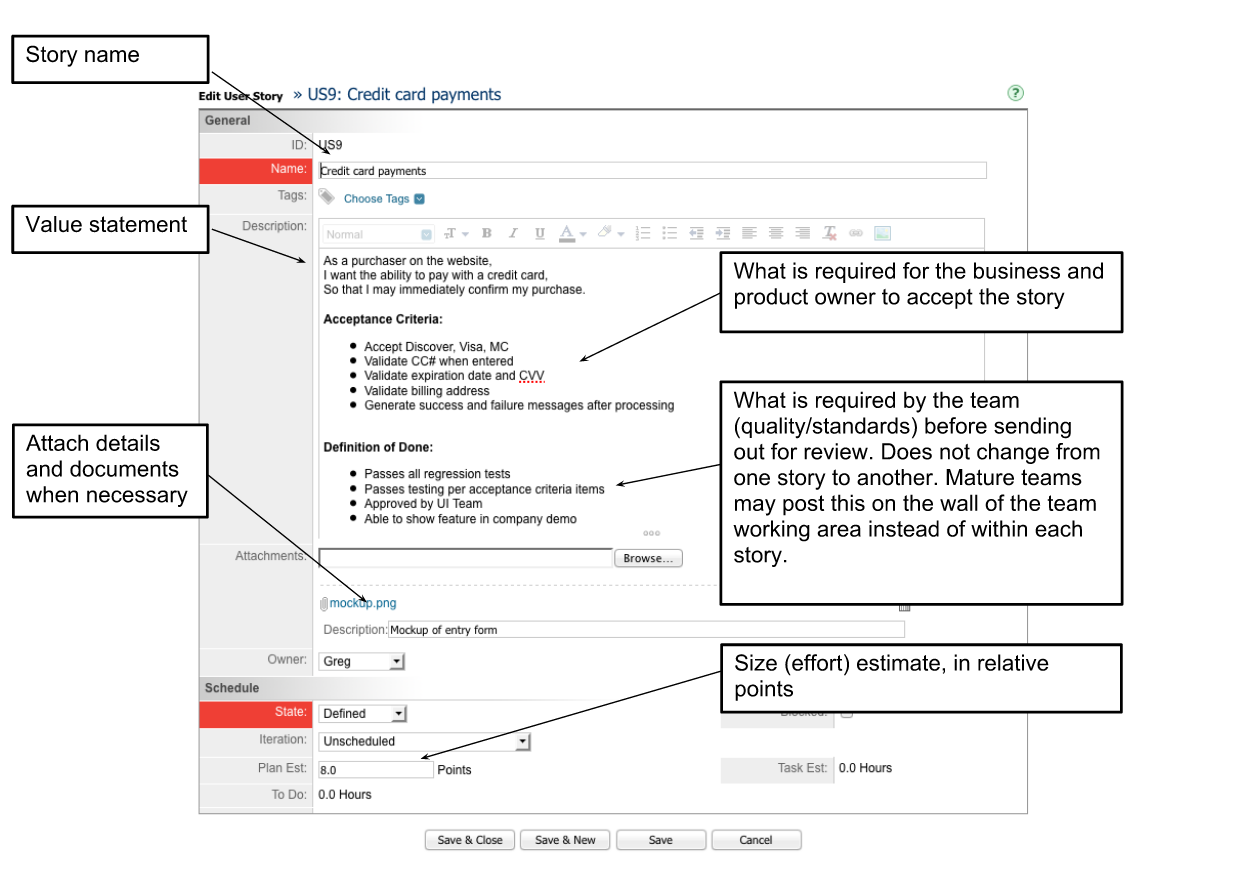 Story name
Edit User Story » US9: Credit card payments
?
General
ID: US9
Name: Credit card payments
Tags: Choose Tags
Value statement
Description:
Normal T B I U A T
As a purchaser on the website,
I want the ability to pay with a credit card,
So that I may immediately confirm my purchase.
What is required for the business and
product owner to accept the story
Acceptance Criteria:
Accept Discover, Visa, MC
Validate CC# when entered
Validate expiration date and CVV
Validate billing address
Generate success and failure messages after processing
What is required by the team
(quality/standards) before sending
out for review. Does not change from
one story to another. Mature teams
may post this on the wall of the team
working area instead of within each
story.
Attach details
and documents
when necessary
Definition of Done:
Passes all regression tests
Passes testing per acceptance criteria items
Approved by UI Team
Able to show feature in company demo
Attachments: Browse...
mockup.png
Description: Mockup of entry form
Owner: Greg
Size (effort) estimate, in relative
points
Schedule
State: Defined Blocked:
Iteration: Unscheduled
Plan Est: 8.0 Points Task Est: 0.0 Hours
To Do: 0.0 Hours
Save & Close Save & New Save Cancel